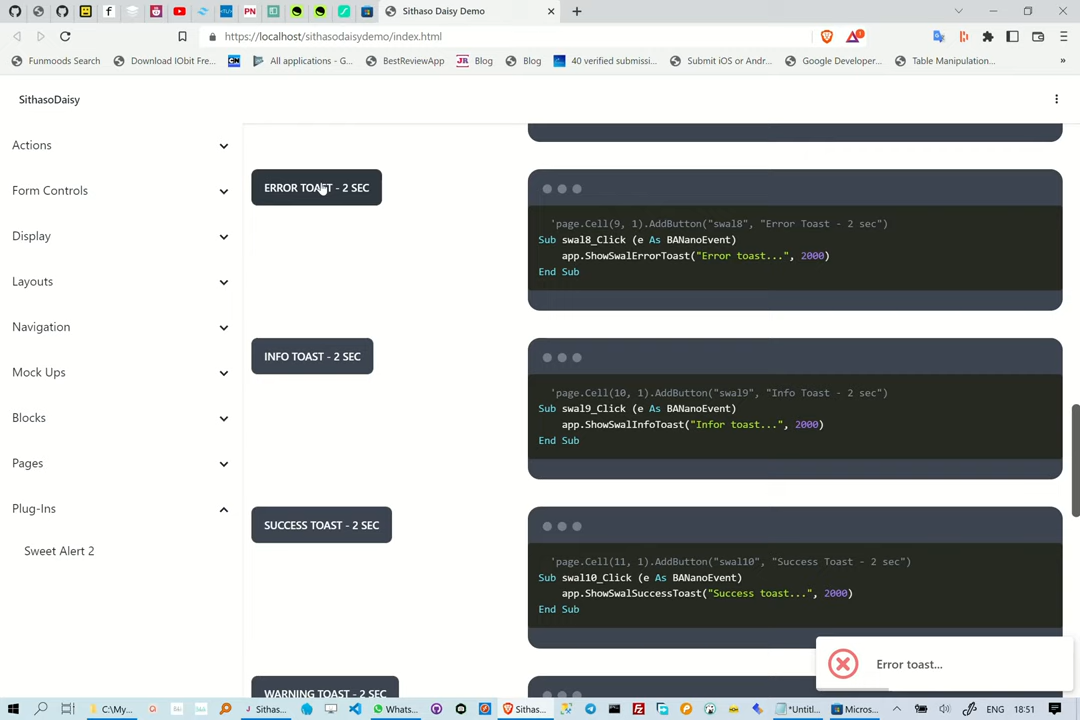 Sithaso Daisy Demo
https://localhost/sithasodaisydemo/index.html
Funmoods Search
Download IObit Fre...
All applications - G...
BestReviewApp
Blog
Blog
40 verified submissi...
Submit iOS or Andr...
Google Developer...
Table Manipulation...
SithasoDaisy
Actions
Form Controls
Display
Layouts
Navigation
Mock Ups
Blocks
Pages
Plug-Ins
Sweet Alert 2
ERROR TOAST - 2 SEC
'page.Cell(9, 1).AddButton("swal8", "Error Toast - 2 sec")
Sub swal8_Click (e As BANanoEvent)
app.ShowSwalErrorToast("Error toast...", 2000)
End Sub
INFO TOAST - 2 SEC
'page.Cell(10, 1).AddButton("swal9", "Info Toast - 2 sec")
Sub swal9_Click (e As BANanoEvent)
app.ShowSwalInfoToast("Infor toast...", 2000)
End Sub
SUCCESS TOAST - 2 SEC
'page.Cell(11, 1).AddButton("swal10", "Success Toast - 2 sec")
Sub swal10_Click (e As BANanoEvent)
app.ShowSwalSuccessToast("Success toast...", 2000)
End Sub
WARNING TOAST - 2 SEC
Error toast...
C:\My...
Sithas...
Whats...
Sithas...
*Untitl...
Micros...
ENG
18:51